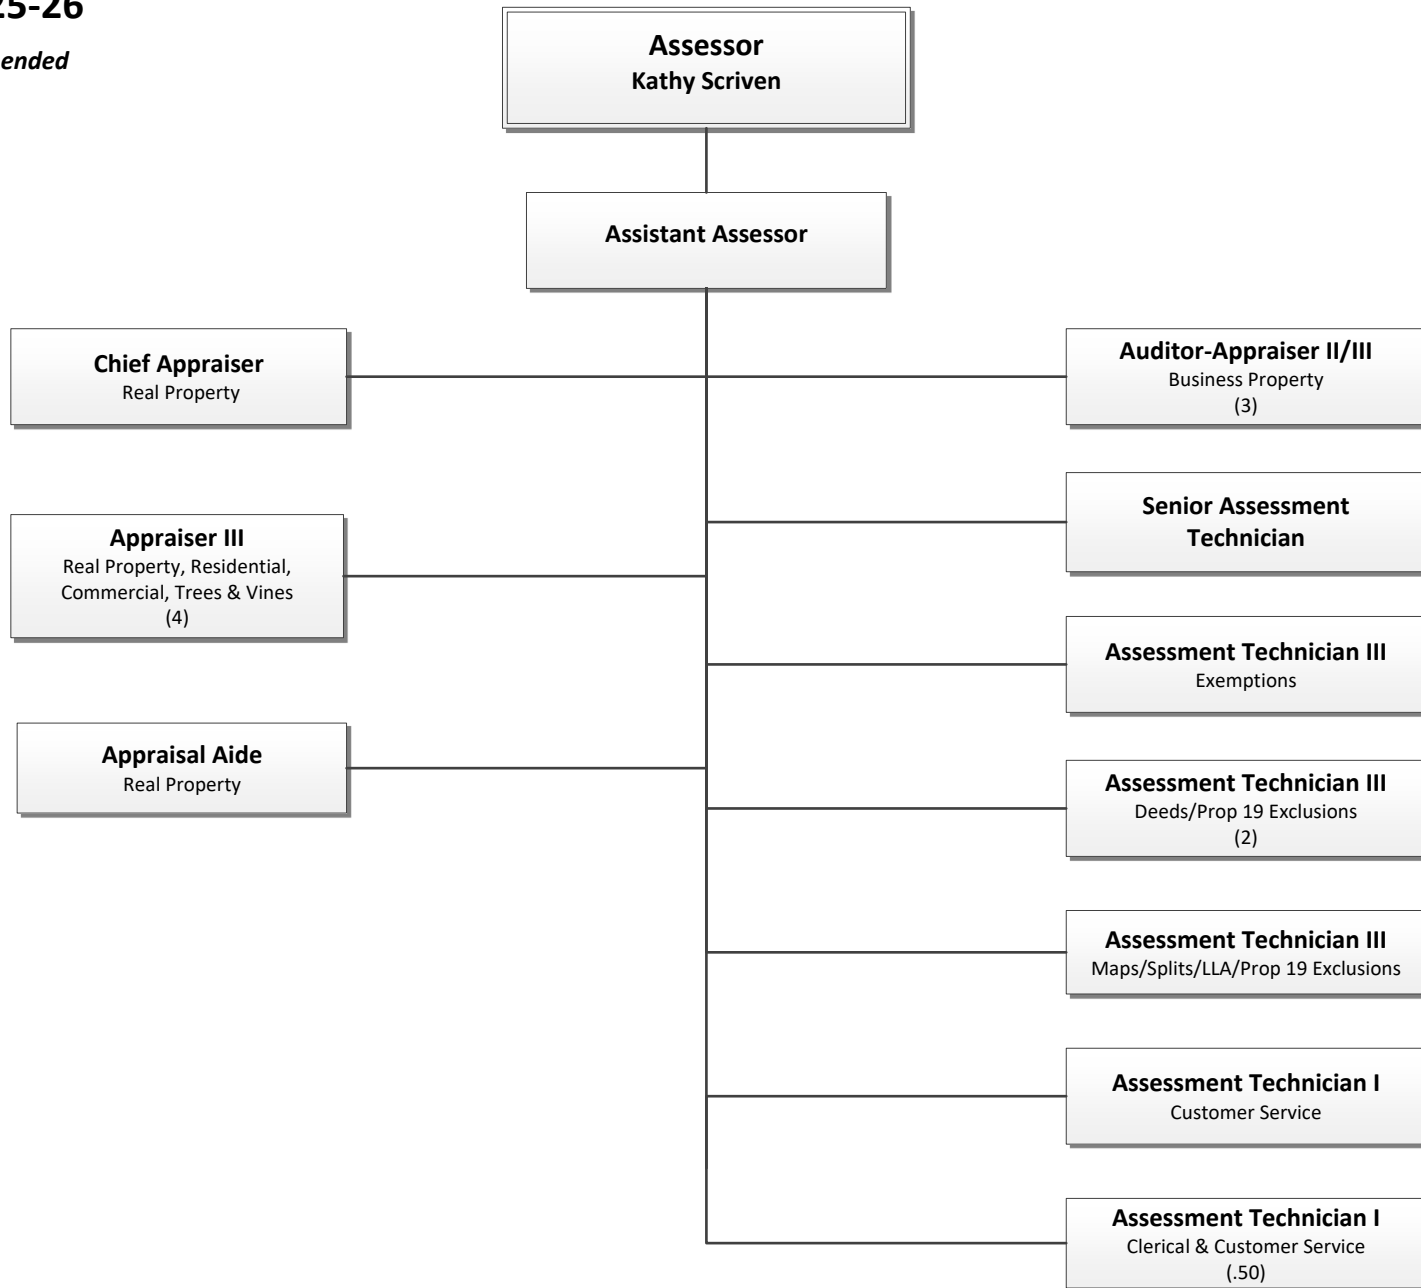 25-26
ended
Assessor
Kathy Scriven
Assistant Assessor
Chief Appraiser
Real Property
Appraiser III
Real Property, Residential,
Commercial, Trees & Vines
(4)
Appraisal Aide
Real Property
Auditor-Appraiser II/III
Business Property
(3)
Senior Assessment
Technician
Assessment Technician III
Exemptions
Assessment Technician III
Deeds/Prop 19 Exclusions
(2)
Assessment Technician III
Maps/Splits/LLA/Prop 19 Exclusions
Assessment Technician I
Customer Service
Assessment Technician I
Clerical & Customer Service
(.50)